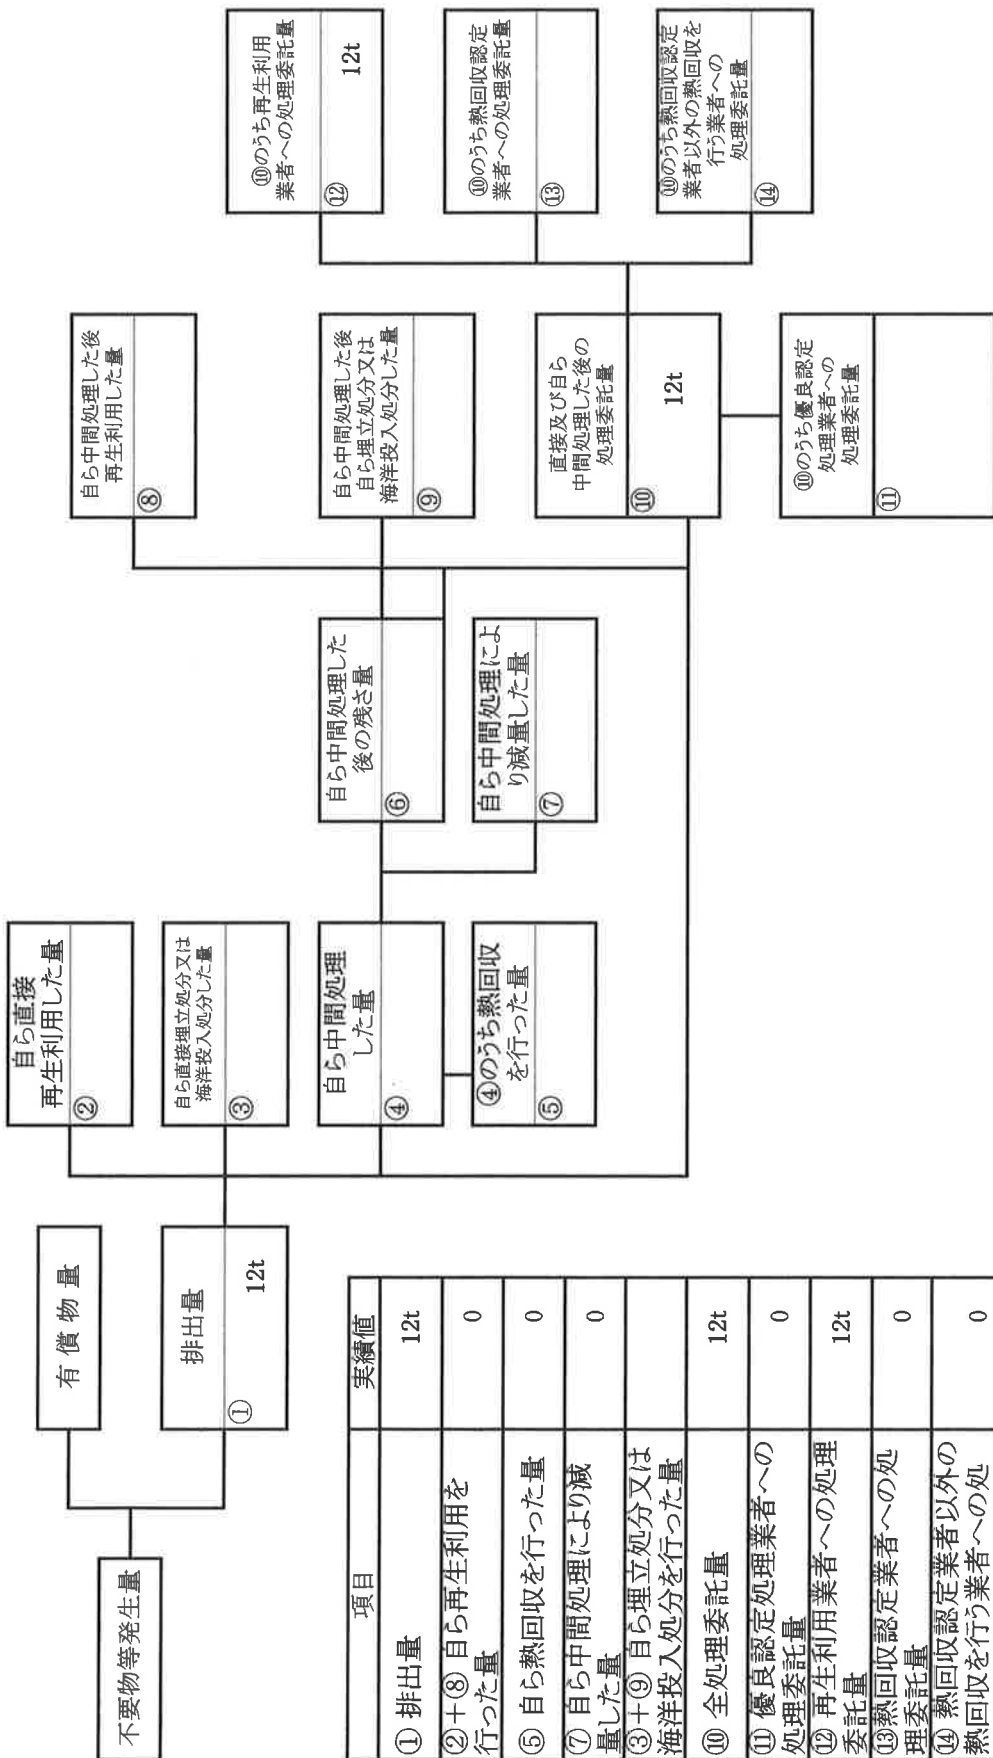 不要物等発生量
有償物量
排出量
①
12t
自ら直接
再生利用した量
②
自ら直接埋立処分又は
海洋投入処分した量
③
自ら中間処理
した量
④
④のうち熱回収
を行った量
⑤
自ら中間処理した
後の残さ量
⑥
自ら中間処理によ
り減量した量
⑦
自ら中間処理した後
再生利用した量
⑧
自ら中間処理した後
自ら埋立処分又は
海洋投入処分した量
⑨
直接及び自ら
中間処理した後の
処理委託量
⑩
12t
⑩のうち優良認定
処理業者への
処理委託量
⑪
⑩のうち再生利用
業者への処理委託量
⑫
12t
⑩のうち熱回収認定
業者への処理委託量
⑬
⑩のうち熱回収認定
業者以外の熱回収を
行う業者への
処理委託量
⑭
項目 実績値
① 排出量 12t
②+⑧ 自ら再生利用を
行った量 0
⑤ 自ら熱回収を行った量 0
⑦ 自ら中間処理により減
量した量 0
③+⑨ 自ら埋立処分又は
海洋投入処分を行った量
⑩ 全処理委託量 12t
⑪ 優良認定処理業者への
処理委託量 0
⑫ 再生利用業者への処理
委託量 12t
⑬熱回収認定業者への処
理委託量 0
⑭ 熱回収認定業者以外の
熱回収を行う業者への処 0